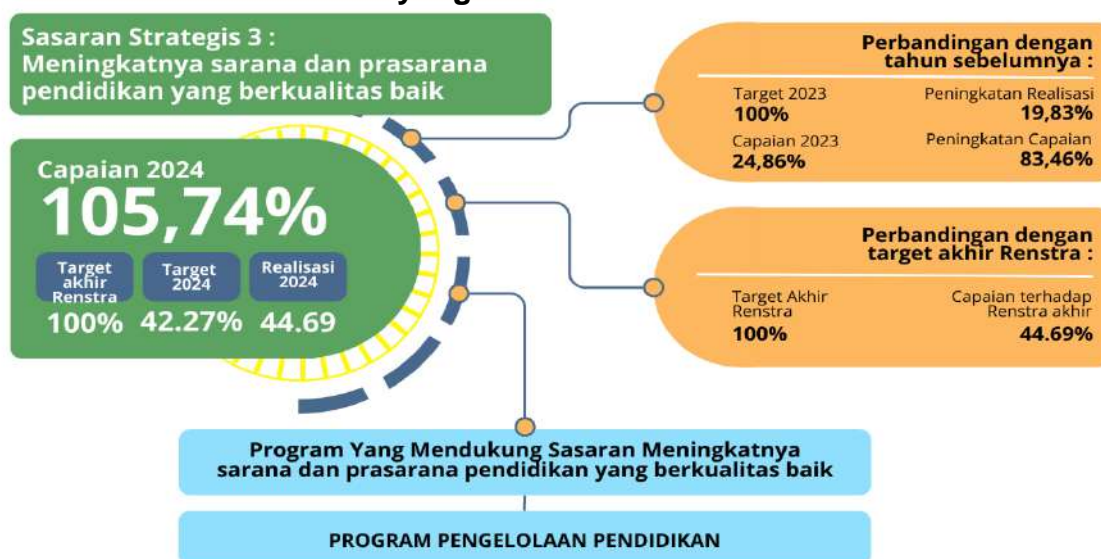 Sasaran Strategis 3 :
Meningkatnya sarana dan prasarana
pendidikan yang berkualitas baik
Capaian 2024
105,74%
Target
akhir
Renstra
100%
Target
2024
42.27%
Realisasi
2024
44.69
Perbandingan dengan
tahun sebelumnya :
Target 2023
100%
Peningkatan Realisasi
19,83%
Capaian 2023
24,86%
Peningkatan Capaian
83,46%
Perbandingan dengan
target akhir Renstra :
Target Akhir
Renstra
100%
Capaian terhadap
Renstra akhir
44.69%
Program Yang Mendukung Sasaran Meningkatnya
sarana dan prasarana pendidikan yang berkualitas baik
PROGRAM PENGELOLAAN PENDIDIKAN